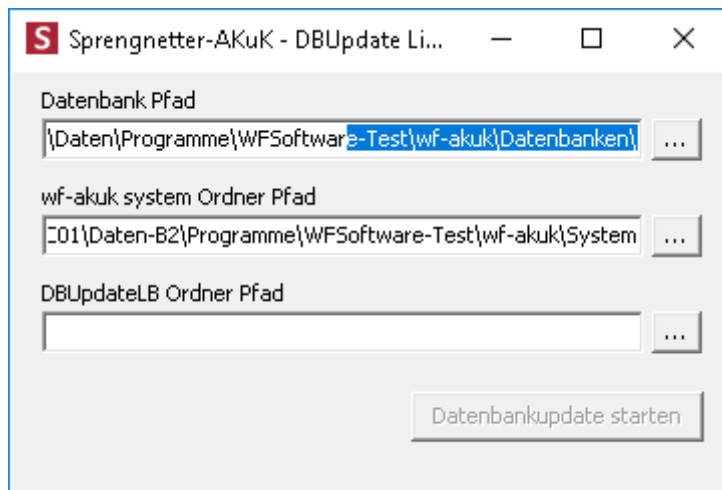 S Sprengnetter-AKuK - DBUpdate Li...
Datenbank Pfad
\Daten\Programme\WFSoftware-Test\wf-akuk\Datenbanken\
...
wf-akuk system Ordner Pfad
C01\Daten-B2\Programme\WFSoftware-Test\wf-akuk\System
...
DBUpdateLB Ordner Pfad
...
Datenbankupdate starten